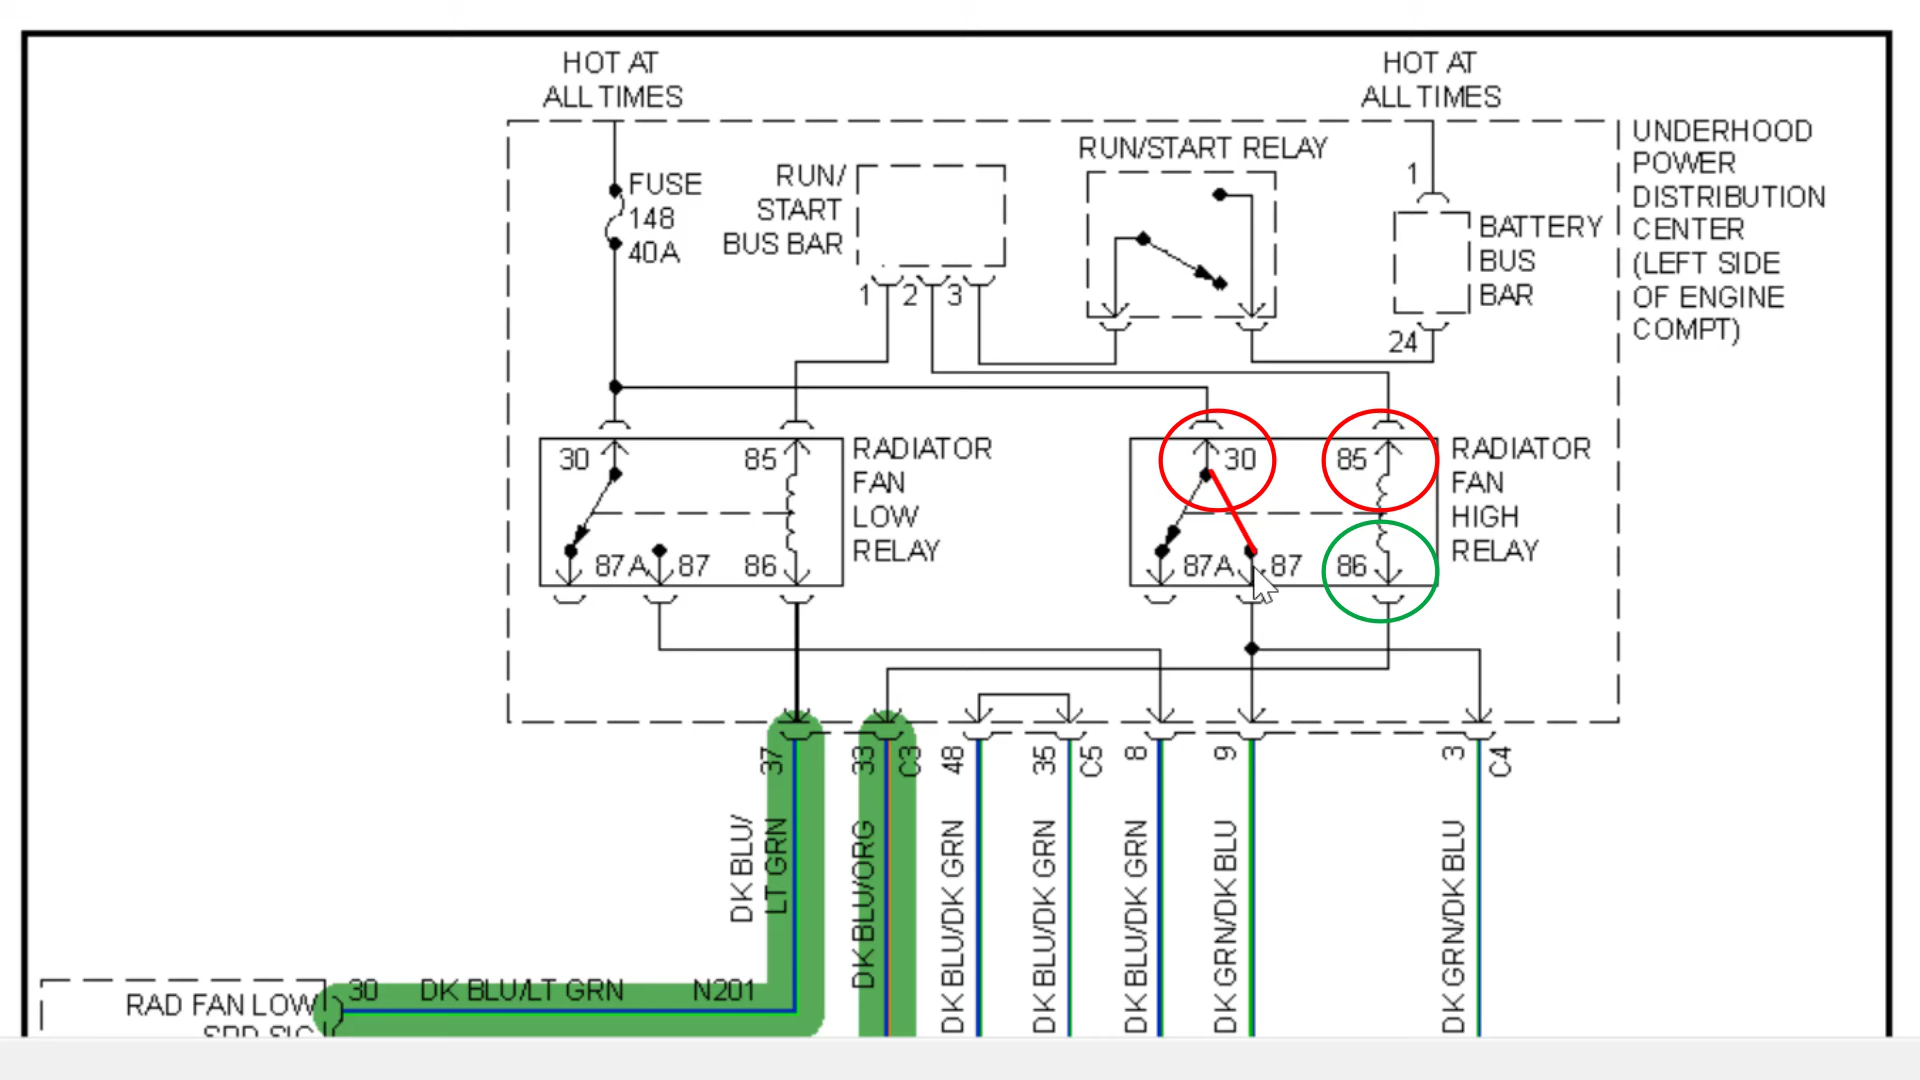 HOT AT
ALL TIMES
HOT AT
ALL TIMES
FUSE
148
40A
RUN/
START
BUS BAR
1
2
3
RUN/START RELAY
1
BATTERY
BUS
BAR
24
UNDERHOOD
POWER
DISTRIBUTION
CENTER
(LEFT SIDE
OF ENGINE
COMPT)
30
85
87A
87
86
RADIATOR
FAN
LOW
RELAY
30
85
87A
87
86
RADIATOR
FAN
HIGH
RELAY
37
33
C3
48
35
C5
8
9
3
C4
DK BLU/
LT GRN
DK BLU/ORG
DK BLU/DK GRN
DK BLU/DK GRN
DK BLU/DK GRN
DK GRN/DK BLU
DK GRN/DK BLU
30
DK BLU/LT GRN
N201
RAD FAN LOW